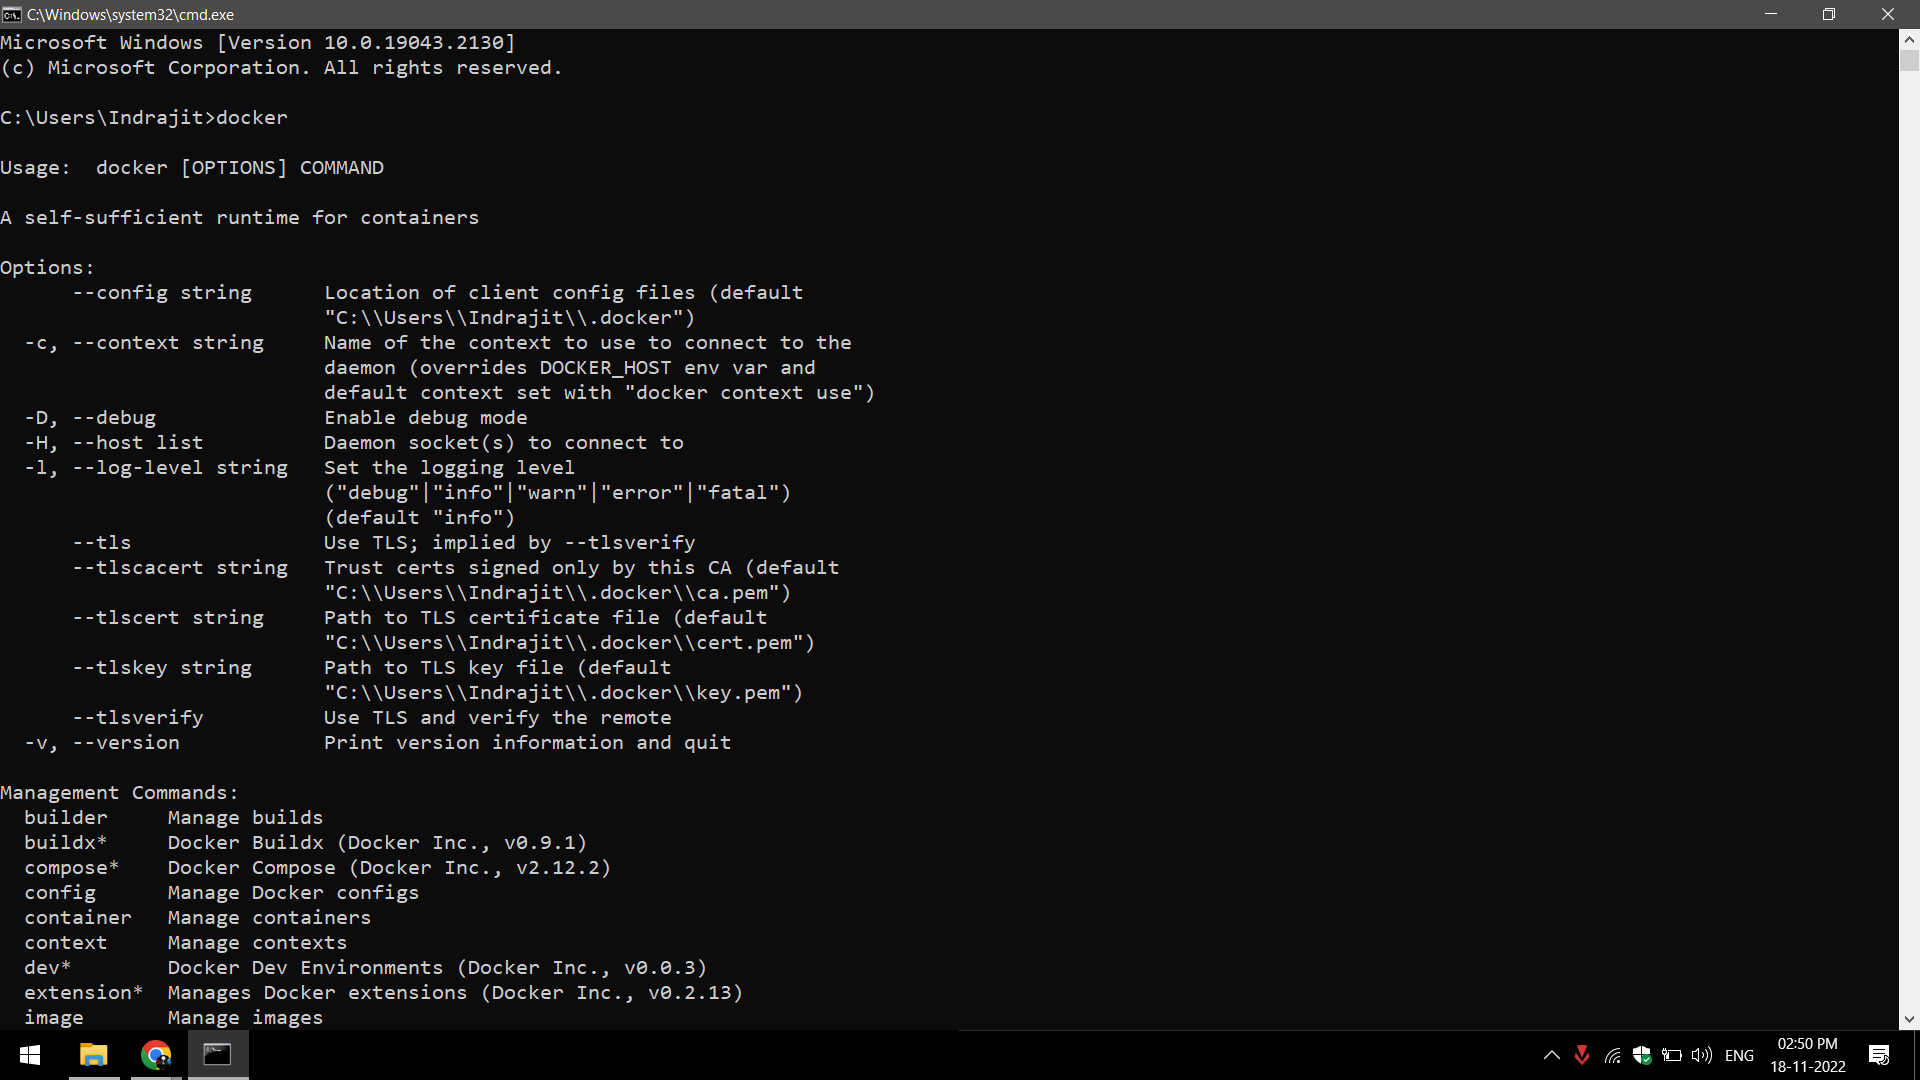 C:\Windows\system32\cmd.exe
Microsoft Windows [Version 10.0.19043.2130]
(c) Microsoft Corporation. All rights reserved.
C:\Users\Indrajit>docker
Usage:  docker [OPTIONS] COMMAND
A self-sufficient runtime for containers
Options:
      --config string      Location of client config files (default
                           "C:\\Users\\Indrajit\\.docker")
  -c, --context string     Name of the context to use to connect to the
                           daemon (overrides DOCKER_HOST env var and
                           default context set with "docker context use")
  -D, --debug              Enable debug mode
  -H, --host list          Daemon socket(s) to connect to
  -l, --log-level string   Set the logging level
                           ("debug"|"info"|"warn"|"error"|"fatal")
                           (default "info")
      --tls                Use TLS; implied by --tlsverify
      --tlscacert string   Trust certs signed only by this CA (default
                           "C:\\Users\\Indrajit\\.docker\\ca.pem")
      --tlscert string     Path to TLS certificate file (default
                           "C:\\Users\\Indrajit\\.docker\\cert.pem")
      --tlskey string      Path to TLS key file (default
                           "C:\\Users\\Indrajit\\.docker\\key.pem")
      --tlsverify          Use TLS and verify the remote
  -v, --version            Print version information and quit
Management Commands:
  builder     Manage builds
  buildx*     Docker Buildx (Docker Inc., v0.9.1)
  compose*    Docker Compose (Docker Inc., v2.12.2)
  config      Manage Docker configs
  container   Manage containers
  context     Manage contexts
  dev*        Docker Dev Environments (Docker Inc., v0.0.3)
  extension*  Manages Docker extensions (Docker Inc., v0.2.13)
  image       Manage images
ENG
02:50 PM
18-11-2022